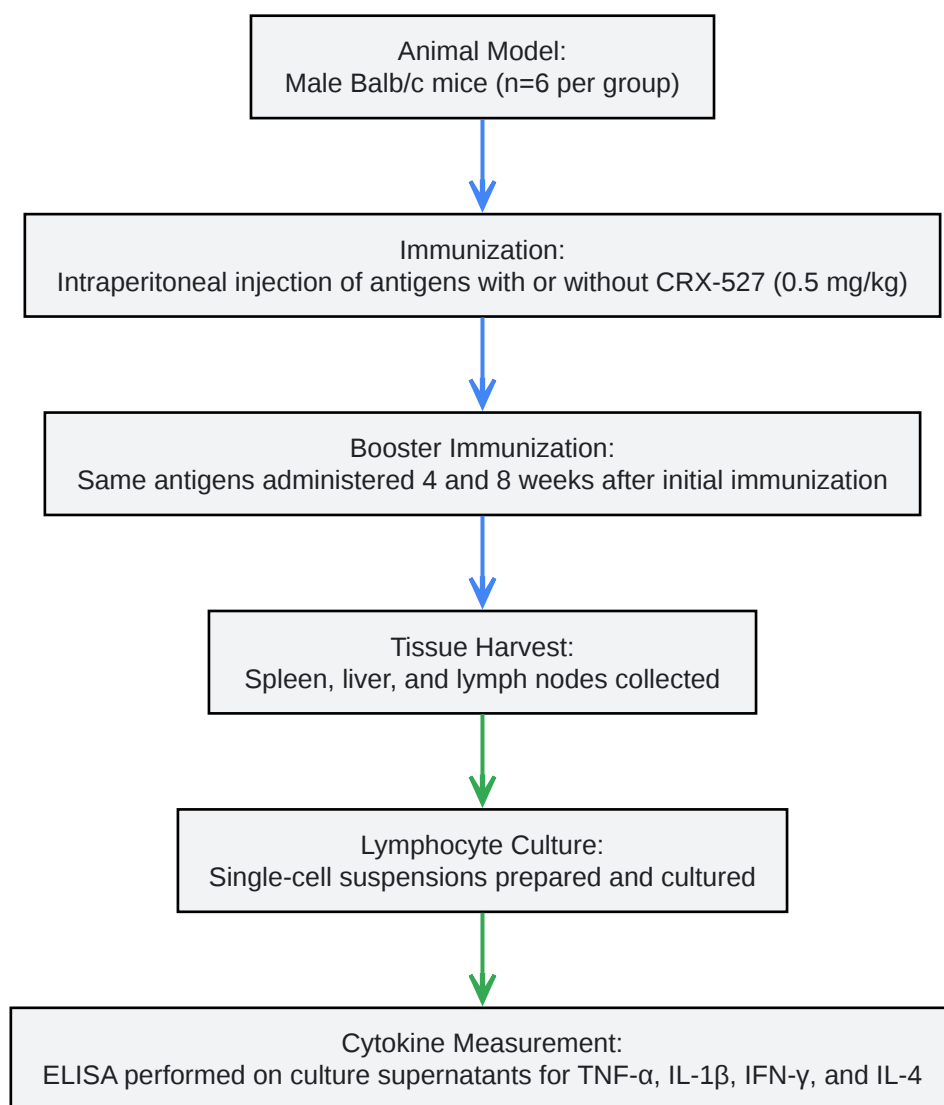 Animal Model:
Male Balb/c mice (n=6 per group)
Immunization:
Intraperitoneal injection of antigens with or without CRX-527 (0.5 mg/kg)
Booster Immunization:
Same antigens administered 4 and 8 weeks after initial immunization
Tissue Harvest:
Spleen, liver, and lymph nodes collected
Lymphocyte Culture:
Single-cell suspensions prepared and cultured
Cytokine Measurement:
ELISA performed on culture supernatants for TNF-α, IL-1β, IFN-γ, and IL-4